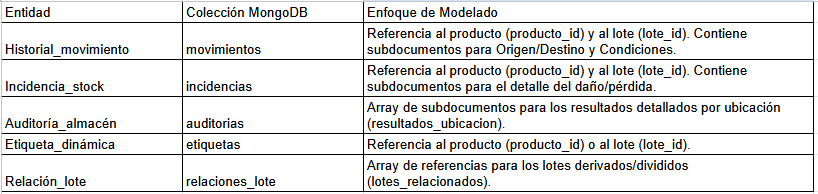 Entidad Colección MongoDB Enfoque de Modelado
Referencia al producto (producto_id) y al lote (lote_id). Contiene
Historial_movimiento movimientos subdocumentos para Origen/Destino y Condiciones.
Referencia al producto (producto_id) y al lote (lote_id). Contiene
Incidencia_stock incidencias subdocumentos para el detalle del daño/pérdida.
Array de subdocumentos para los resultados detallados por ubicación
Auditoría_almacén auditorias (resultados_ubicacion).
Etiqueta_dinámica etiquetas Referencia al producto (producto_id) o al lote (lote_id).
Array de referencias para los lotes derivados/divididos
Relación_lote relaciones_lote (lotes_relacionados).